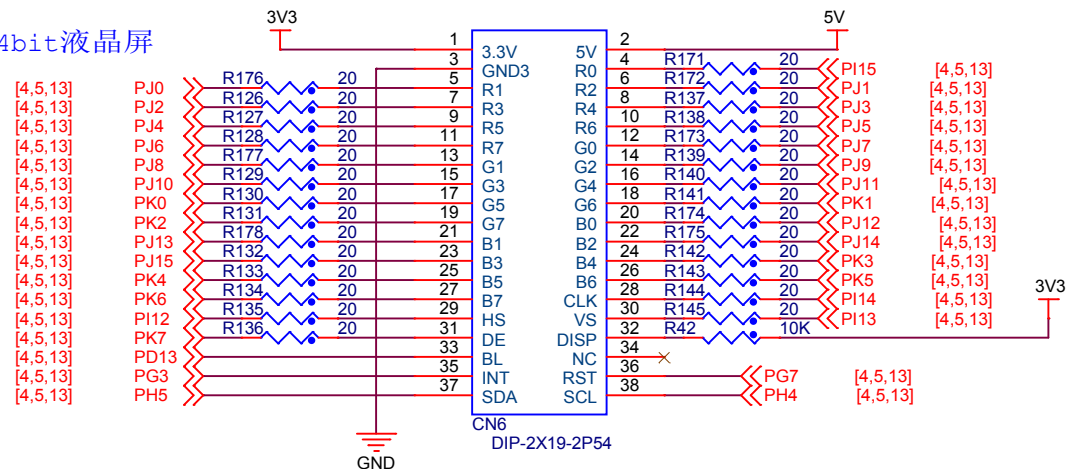 3V3 5V
4bit液晶屏
1 3.3V 5V 2
3 GND3 R0 4 R171 20 PI15 [4,5,13]
[4,5,13] PJ0 R176 20 5 R1 R2 6 R172 20 PJ1 [4,5,13]
[4,5,13] PJ2 R126 20 7 R3 R4 8 R137 20 PJ3 [4,5,13]
[4,5,13] PJ4 R127 20 9 R5 R6 10 R138 20 PJ5 [4,5,13]
[4,5,13] PJ6 R128 20 11 R7 G0 12 R173 20 PJ7 [4,5,13]
[4,5,13] PJ8 R177 20 13 G1 G2 14 R139 20 PJ9 [4,5,13]
[4,5,13] PJ10 R129 20 15 G3 G4 16 R140 20 PJ11 [4,5,13]
[4,5,13] PK0 R130 20 17 G5 G6 18 R141 20 PK1 [4,5,13]
[4,5,13] PK2 R131 20 19 G7 B0 20 R174 20 PJ12 [4,5,13]
[4,5,13] PJ13 R178 20 21 B1 B2 22 R175 20 PJ14 [4,5,13]
[4,5,13] PJ15 R132 20 23 B3 B4 24 R142 20 PK3 [4,5,13]
[4,5,13] PK4 R133 20 25 B5 B6 26 R143 20 PK5 [4,5,13]
[4,5,13] PK6 R134 20 27 B7 CLK 28 R144 20 PI14 [4,5,13]
[4,5,13] PI12 R135 20 29 HS VS 30 R145 20 PI13 [4,5,13]
[4,5,13] PK7 R136 20 31 DE DISP 32 R42 10K 3V3
[4,5,13] PD13 33 BL NC 34
[4,5,13] PG3 35 INT RST 36 PG7 [4,5,13]
[4,5,13] PH5 37 SDA SCL 38 PH4 [4,5,13]
CN6
DIP-2X19-2P54
GND